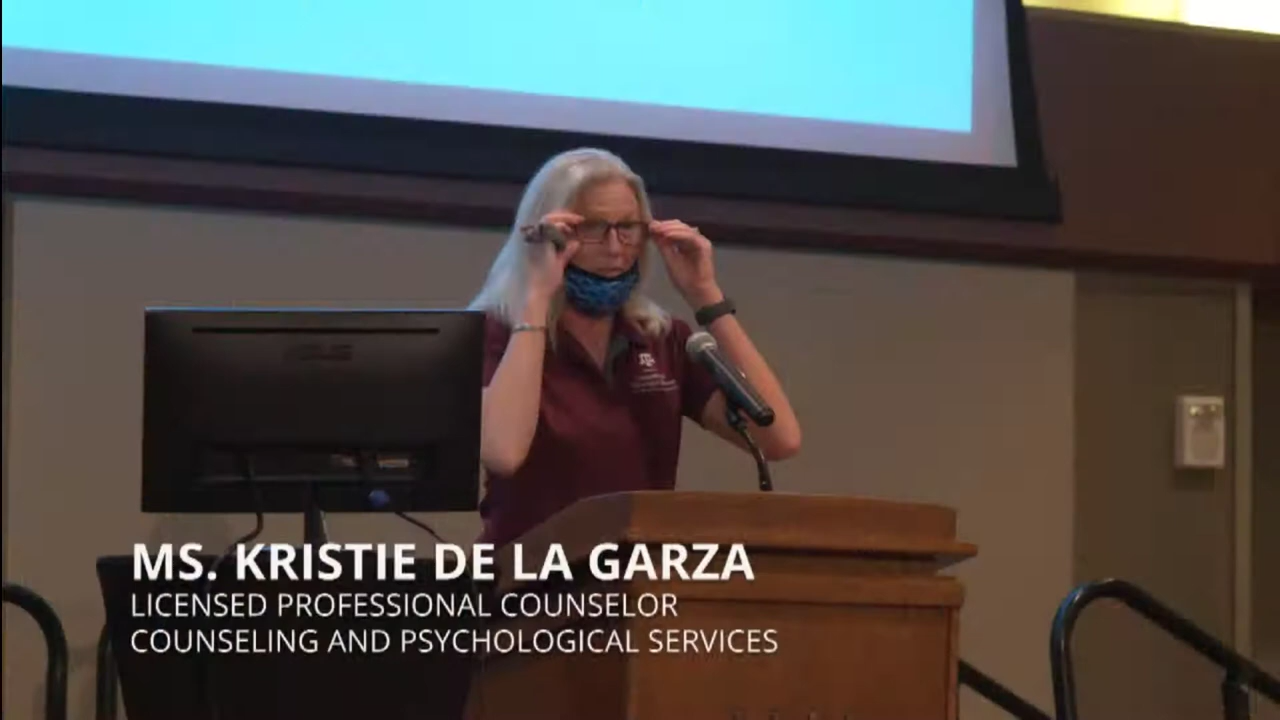 MS. KRISTIE DE LA GARZA
LICENSED PROFESSIONAL COUNSELOR
COUNSELING AND PSYCHOLOGICAL SERVICES